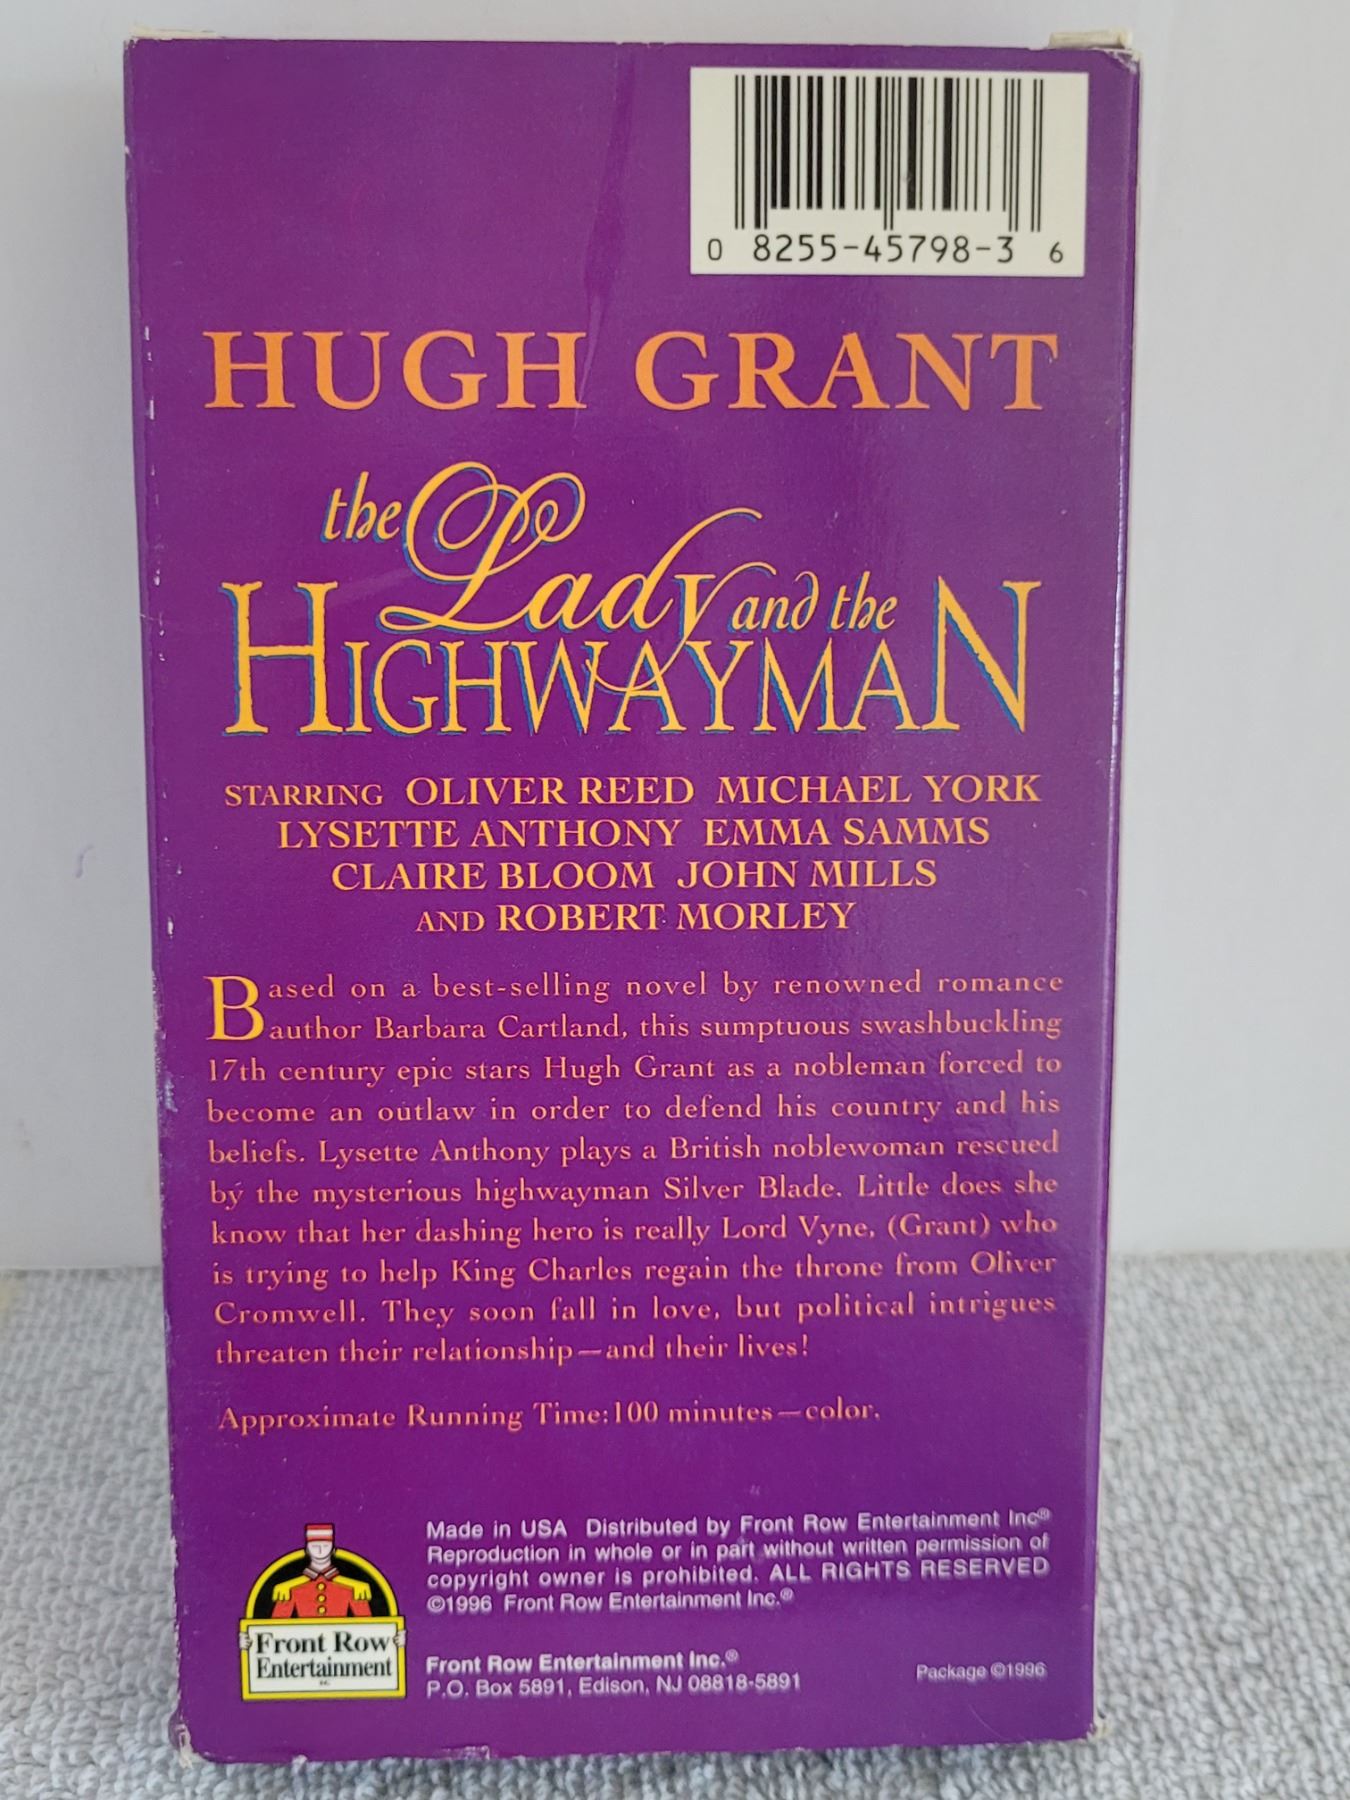 0 8255-45798-3 6
HUGH GRANT
the Lady and the
HIGHWAYMAN
STARRING OLIVER REED MICHAEL YORK
LYSETTE ANTHONY EMMA SAMMS
CLAIRE BLOOM JOHN MILLS
AND ROBERT MORLEY
Based on a best-selling novel by renowned romance
author Barbara Cartland, this sumptuous swashbuckling
17th century epic stars Hugh Grant as a nobleman forced to
become an outlaw in order to defend his country and his
beliefs. Lysette Anthony plays a British noblewoman rescued
by the mysterious highwayman Silver Blade. Little does she
know that her dashing hero is really Lord Vyne, (Grant) who
is trying to help King Charles regain the throne from Oliver
Cromwell. They soon fall in love, but political intrigues
threaten their relationship—and their lives!
Approximate Running Time:100 minutes—color.
Made in USA Distributed by Front Row Entertainment Inc®
Reproduction in whole or in part without written permission of
copyright owner is prohibited. ALL RIGHTS RESERVED
©1996 Front Row Entertainment Inc.®
Front Row Entertainment Inc.®
P.O. Box 5891, Edison, NJ 08818-5891
Package ©1996
Front Row
Entertainment